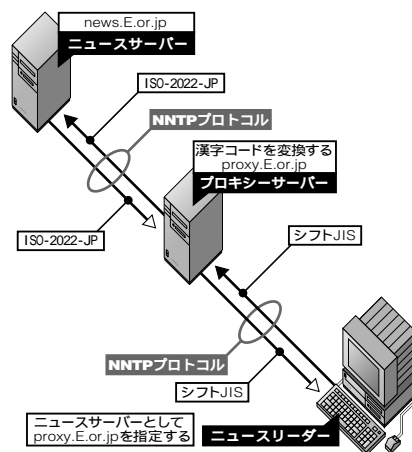 news.E.or.jp
ニュースサーバー
ISO-2022-JP
NNTPプロトコル
漢字コードを変換する
proxy.E.or.jp
プロキシーサーバー
ISO-2022-JP
シフトJIS
NNTPプロトコル
シフトJIS
ニュースサーバーとして
proxy.E.or.jpを指定する
ニュースリーダー